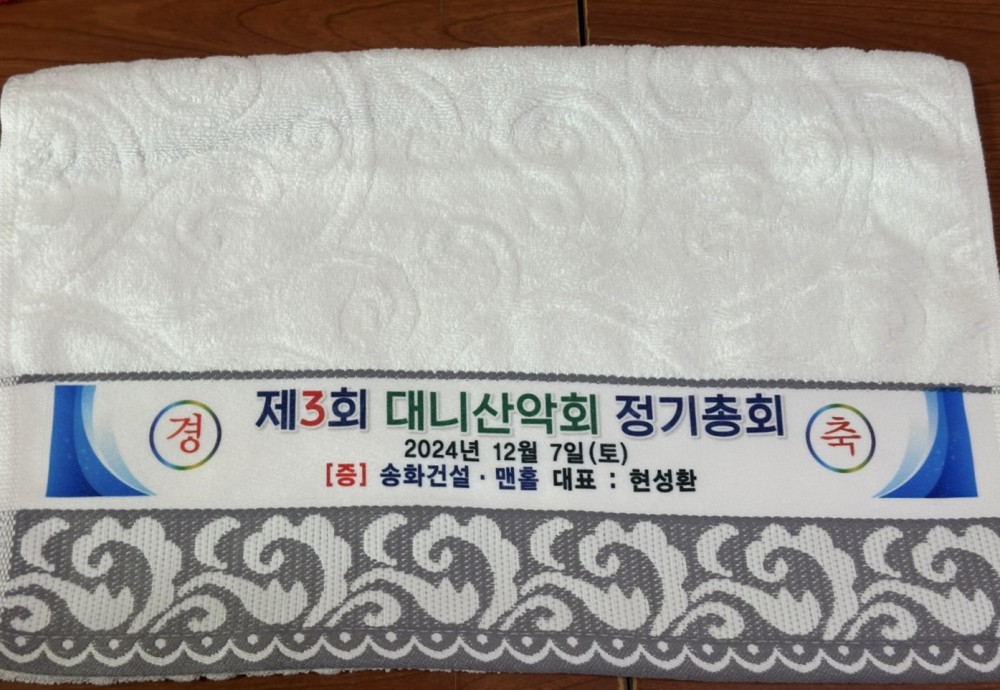 경 제3회 대니산악회 정기총회 축
2024년 12월 7일(토)
[증] 송화건설 · 맨홀 대표 : 현성환